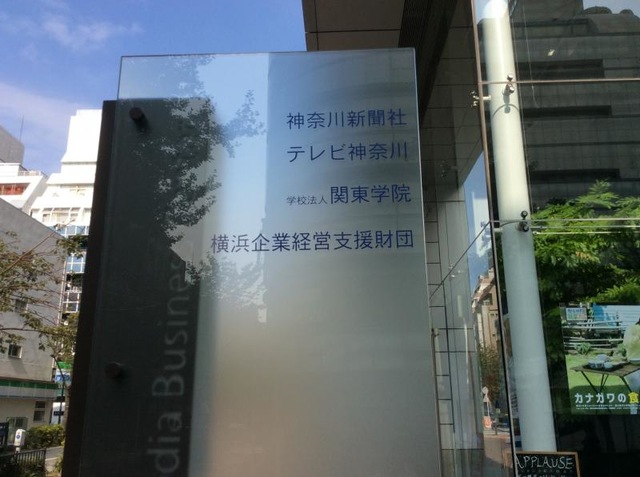 神奈川新聞社
テレビ神奈川
学校法人 関東学院
横浜企業経営支援財団
dia Busines
カナガワの食
APPLAUSE